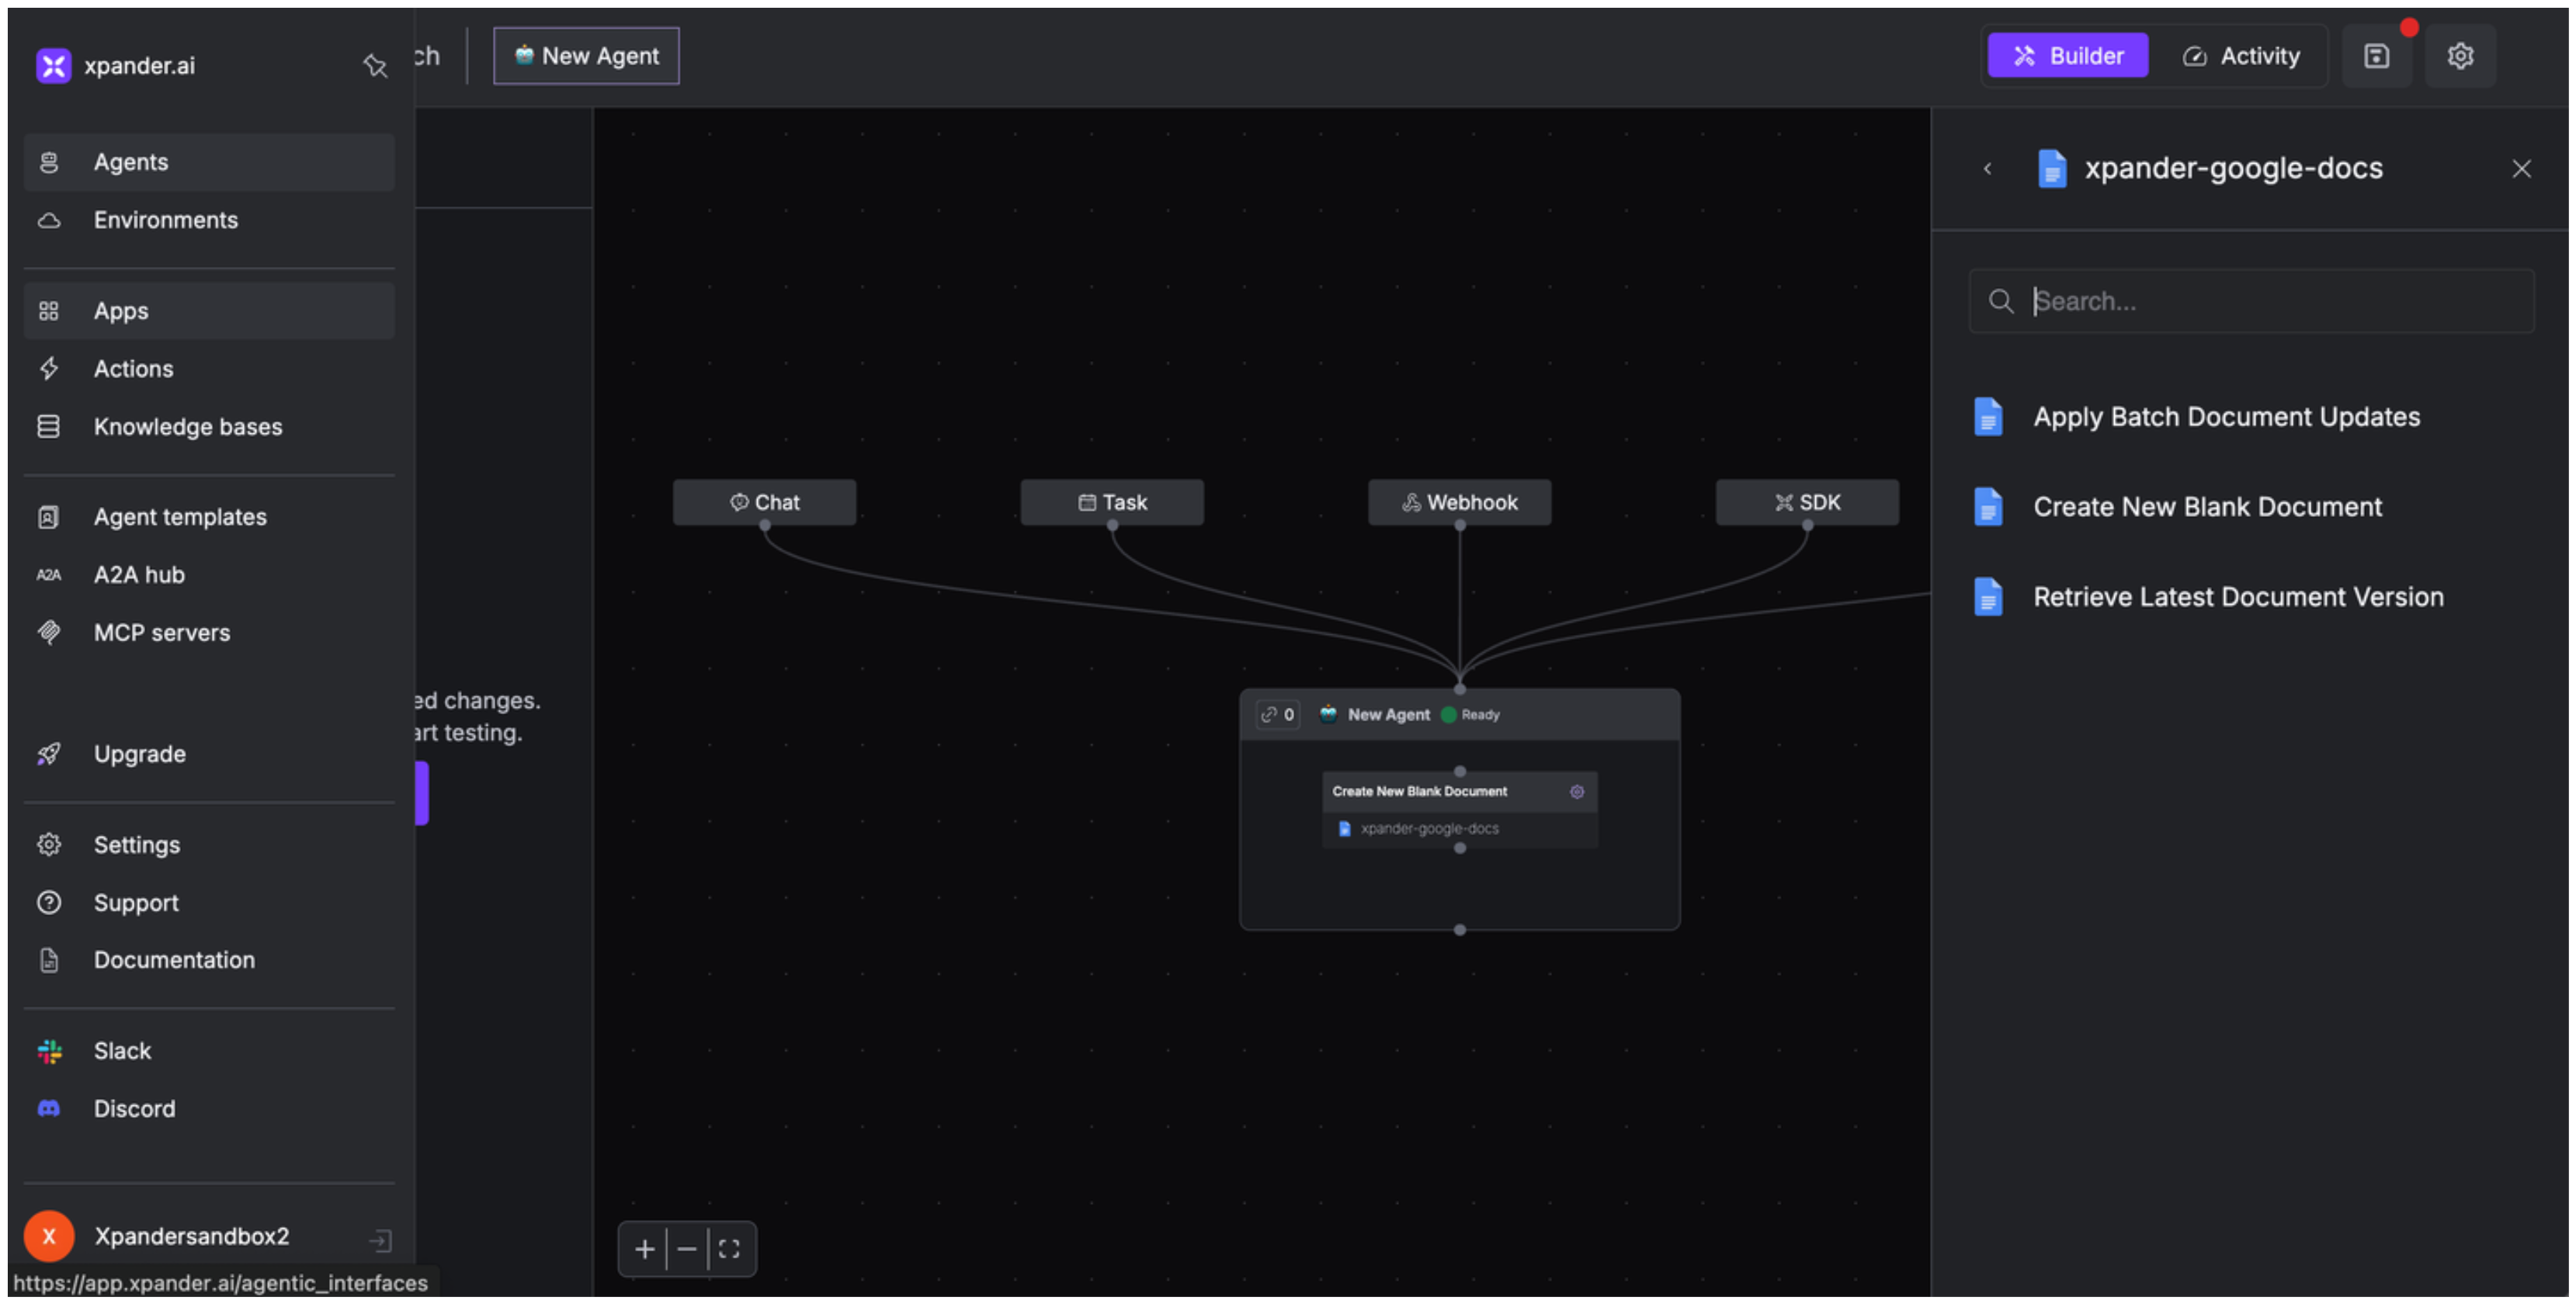 xpander.ai
Agents
Environments
Apps
Actions
Knowledge bases
Agent templates
A2A A2A hub
MCP servers
Upgrade
Settings
Support
Documentation
Slack
Discord
X Xpandersandbox2
https://app.xpander.ai/agentic_interfaces
ch
New Agent
Builder
Activity
ed changes.
art testing.
Chat
Task
Webhook
SDK
0 New Agent Ready
Create New Blank Document
xpander-google-docs
xpander-google-docs
Search...
Apply Batch Document Updates
Create New Blank Document
Retrieve Latest Document Version